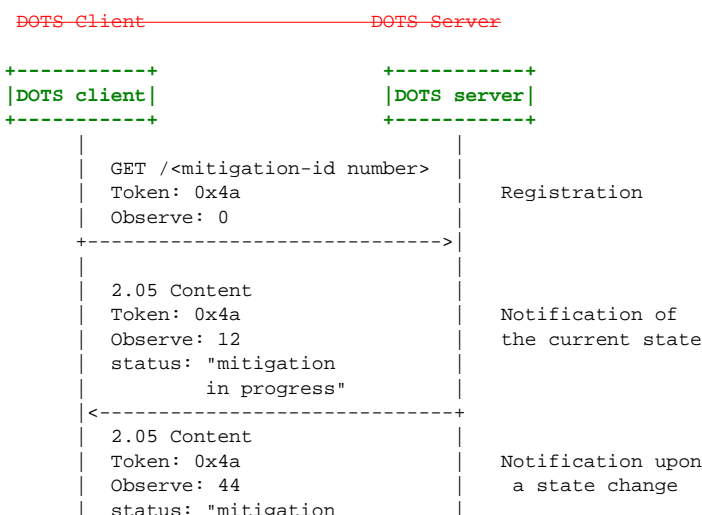 DOTS Client                   DOTS Server
+-----------+                   +-----------+
|DOTS client|                   |DOTS server|
+-----------+                   +-----------+
      |                               |
      |  GET /<mitigation-id number>  |
      |  Token: 0x4a                  |   Registration
      |  Observe: 0                   |
      +------------------------------>|
      |                               |
      |  2.05 Content                 |
      |  Token: 0x4a                  |   Notification of
      |  Observe: 12                  |   the current state
      |  status: "mitigation          |
      |          in progress"         |
      |<------------------------------+
      |  2.05 Content                 |
      |  Token: 0x4a                  |   Notification upon
      |  Observe: 44                  |    a state change
      |  status: "mitigation          |